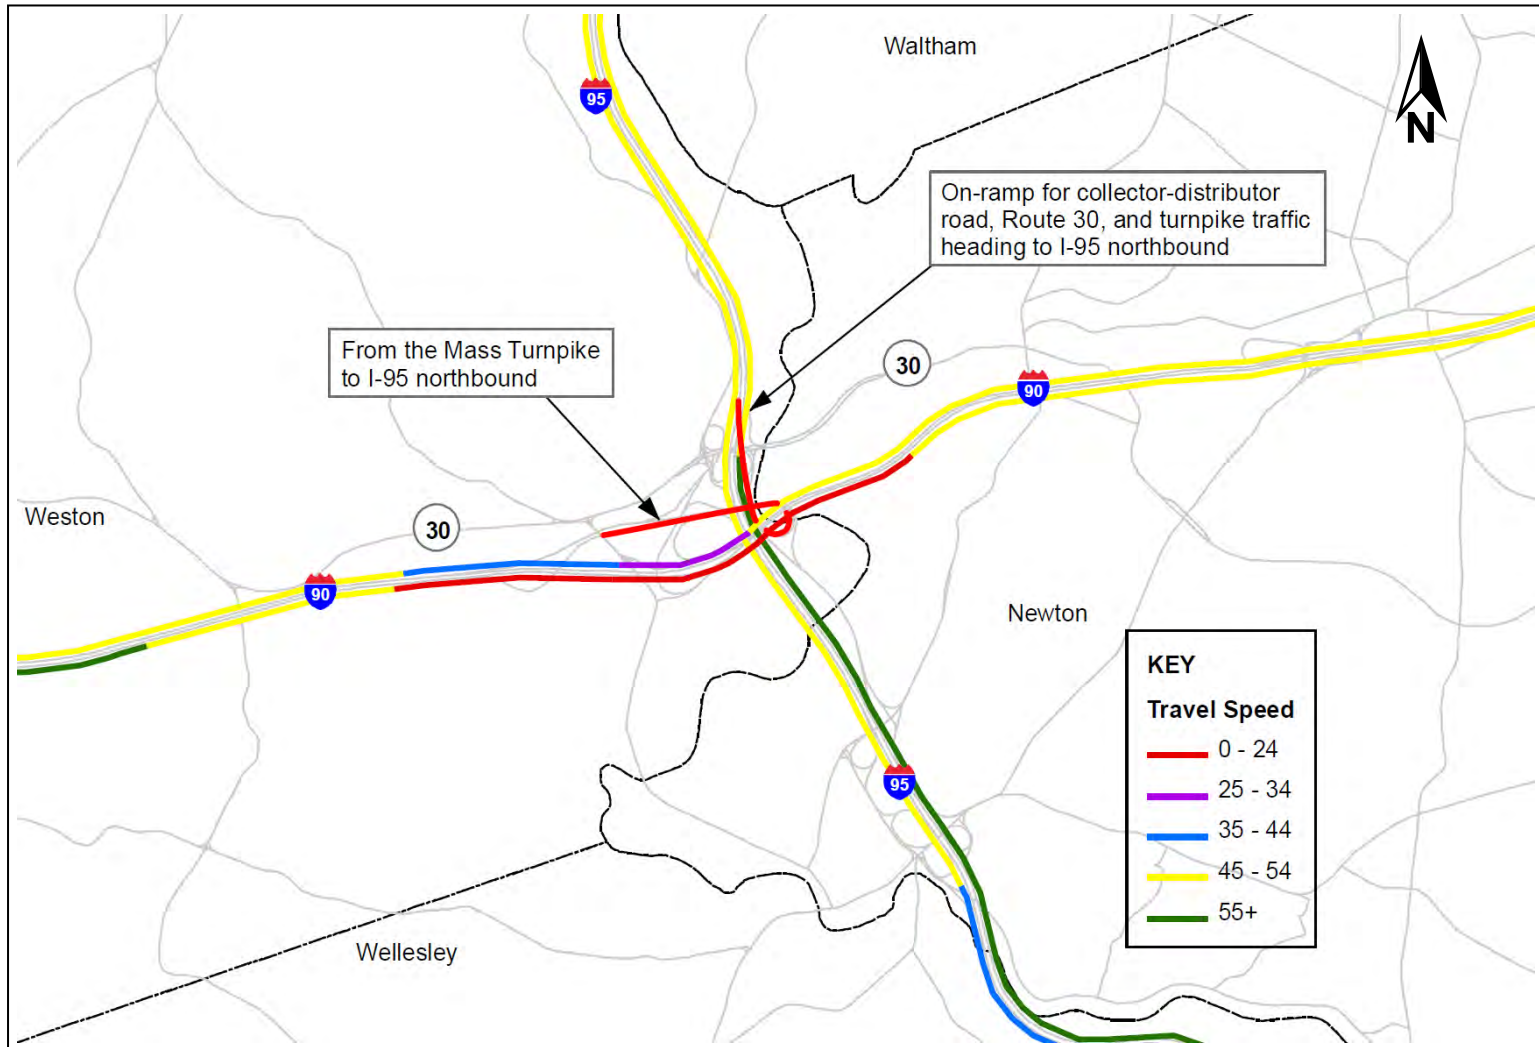 Waltham
95
N
On-ramp for collector-distributor
road, Route 30, and turnpike traffic
heading to I-95 northbound
From the Mass Turnpike
to I-95 northbound
30
90
Weston
30
90
Newton
KEY
Travel Speed
0 - 24
25 - 34
35 - 44
45 - 54
55+
95
Wellesley